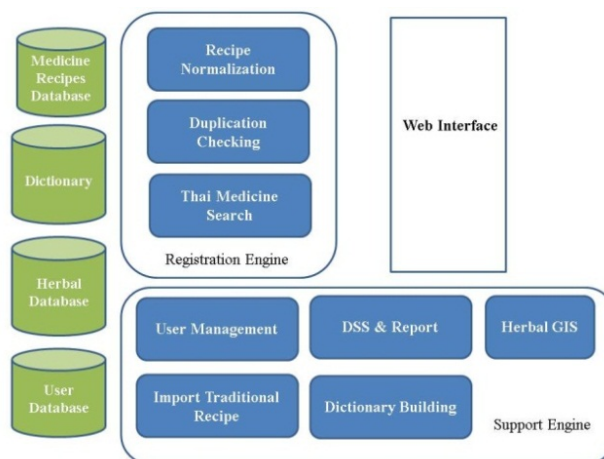 Medicine
Recipes
Database
Dictionary
Herbal
Database
User
Database
Recipe
Normalization
Duplication
Checking
Thai Medicine
Search
Registration Engine
Web Interface
User Management
DSS & Report
Herbal GIS
Import Traditional
Recipe
Dictionary Building
Support Engine